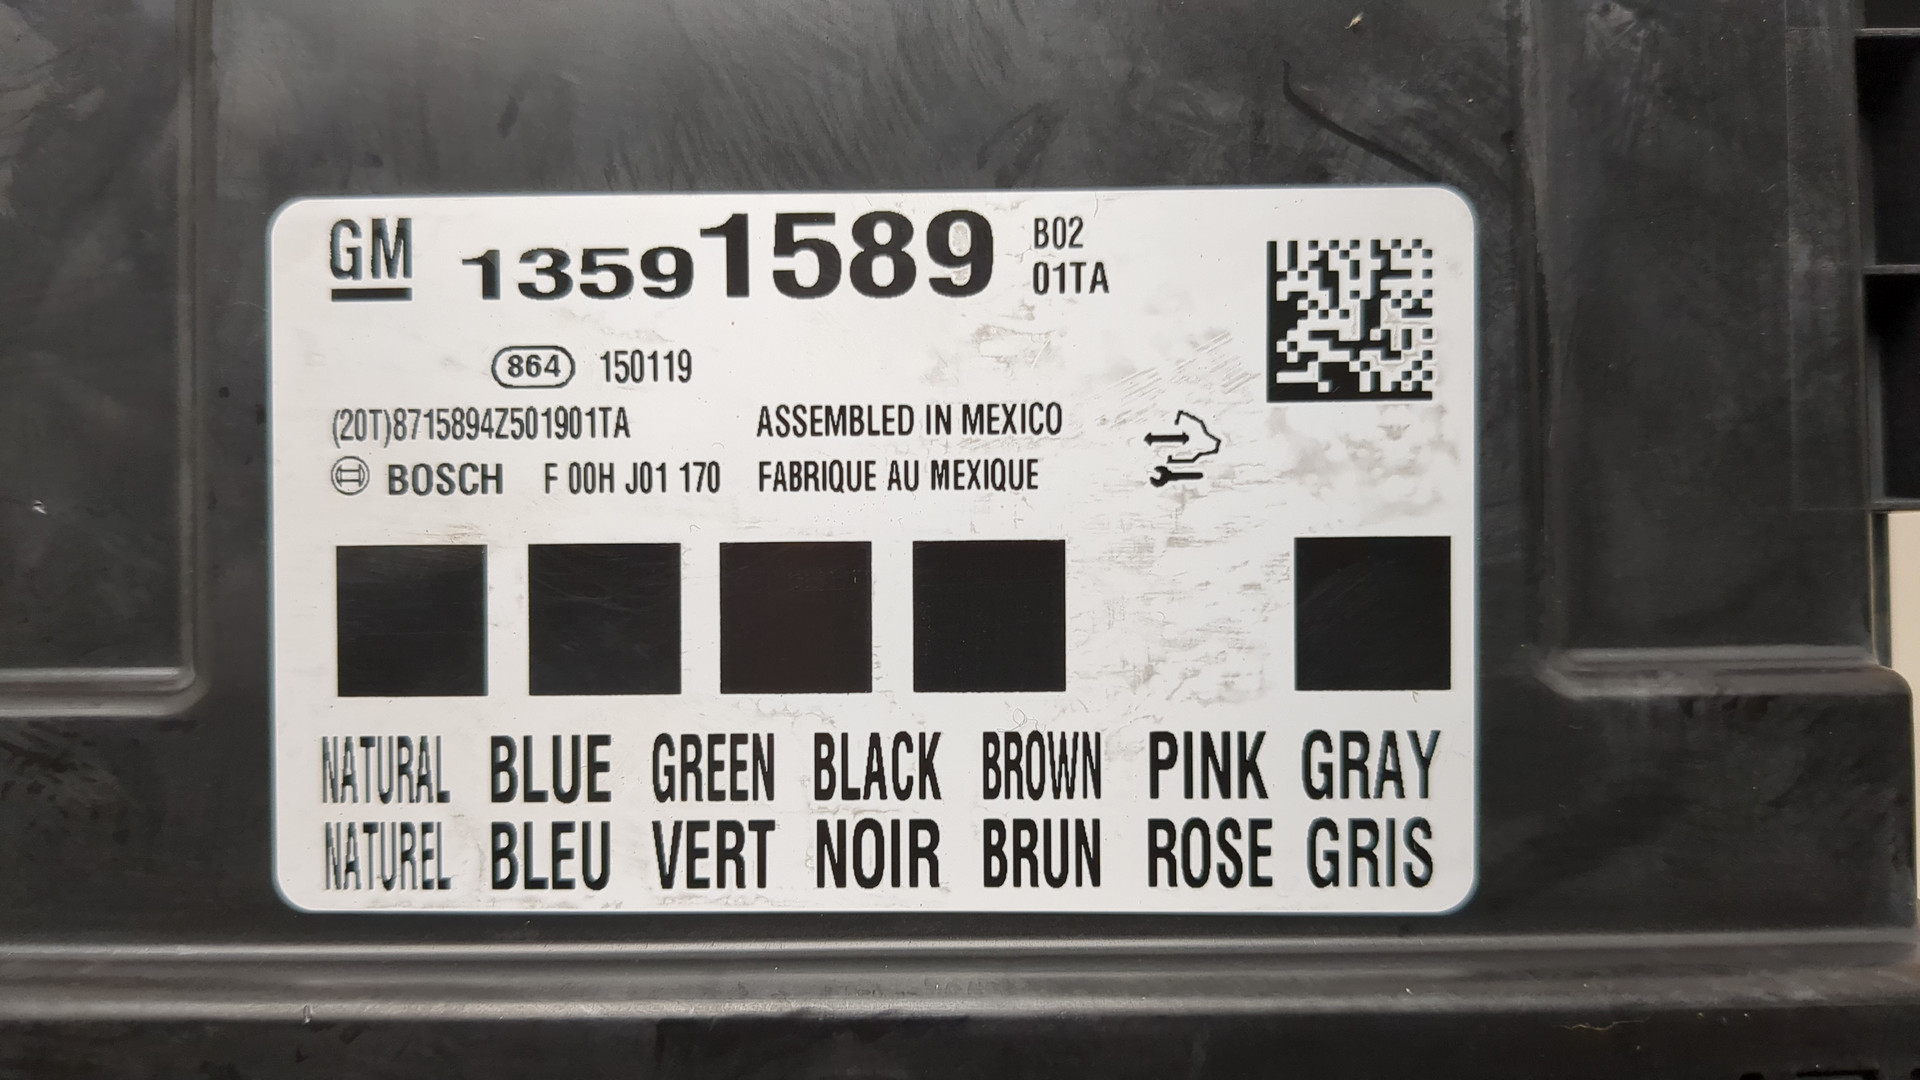 GM 13591589 B02
01TA
864 150119
(20T)8715894Z501901TA ASSEMBLED IN MEXICO
BOSCH F 00H J01 170 FABRIQUE AU MEXIQUE
NATURAL BLUE GREEN BLACK BROWN PINK GRAY
NATUREL BLEU VERT NOIR BRUN ROSE GRIS